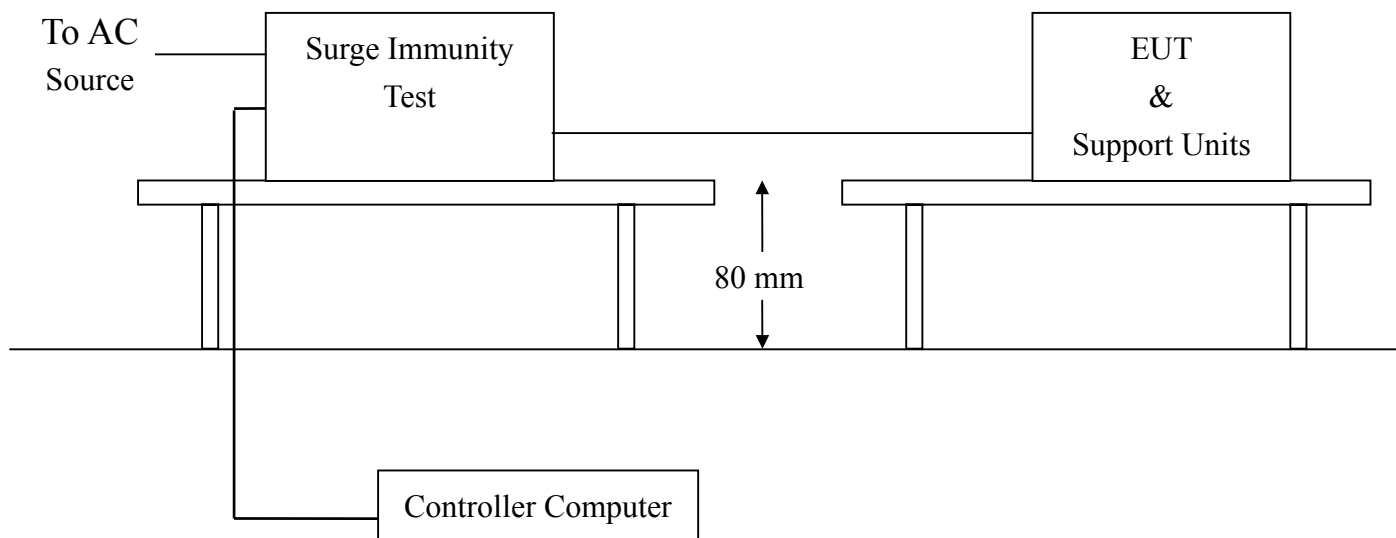 To AC
Source
Surge Immunity
Test
EUT
&
Support Units
80 mm
Controller Computer